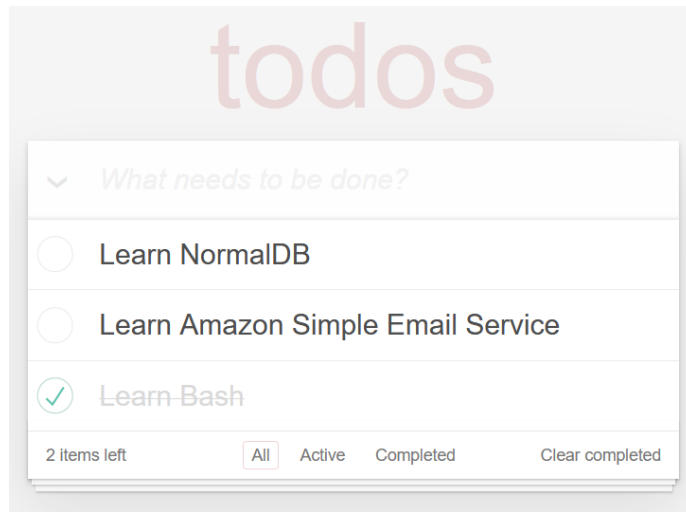 todos
What needs to be done?
Learn NormalDB
Learn Amazon Simple Email Service
Learn Bash
2 items left All Active Completed Clear completed